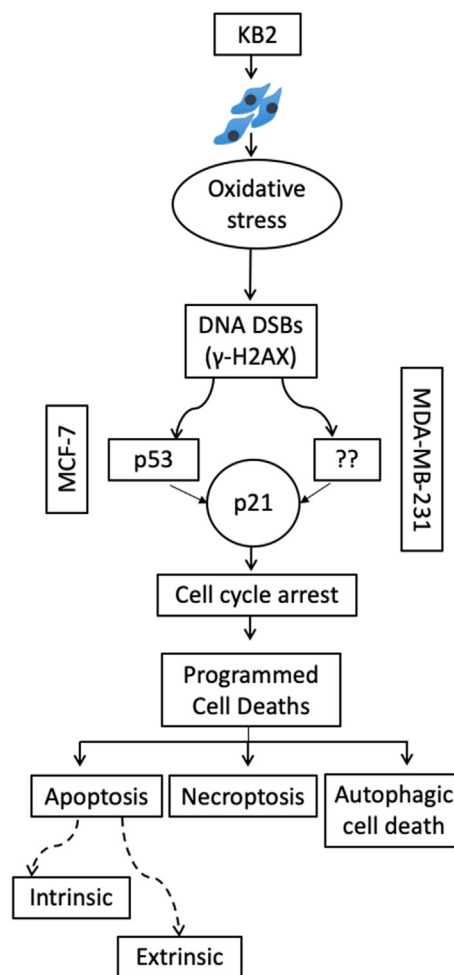 KB2
Oxidative
stress
DNA DSBs
(γ-H2AX)
MCF-7
MDA-MB-231
p53
??
p21
Cell cycle arrest
Programmed
Cell Deaths
Apoptosis
Necroptosis
Autophagic
cell death
Intrinsic
Extrinsic